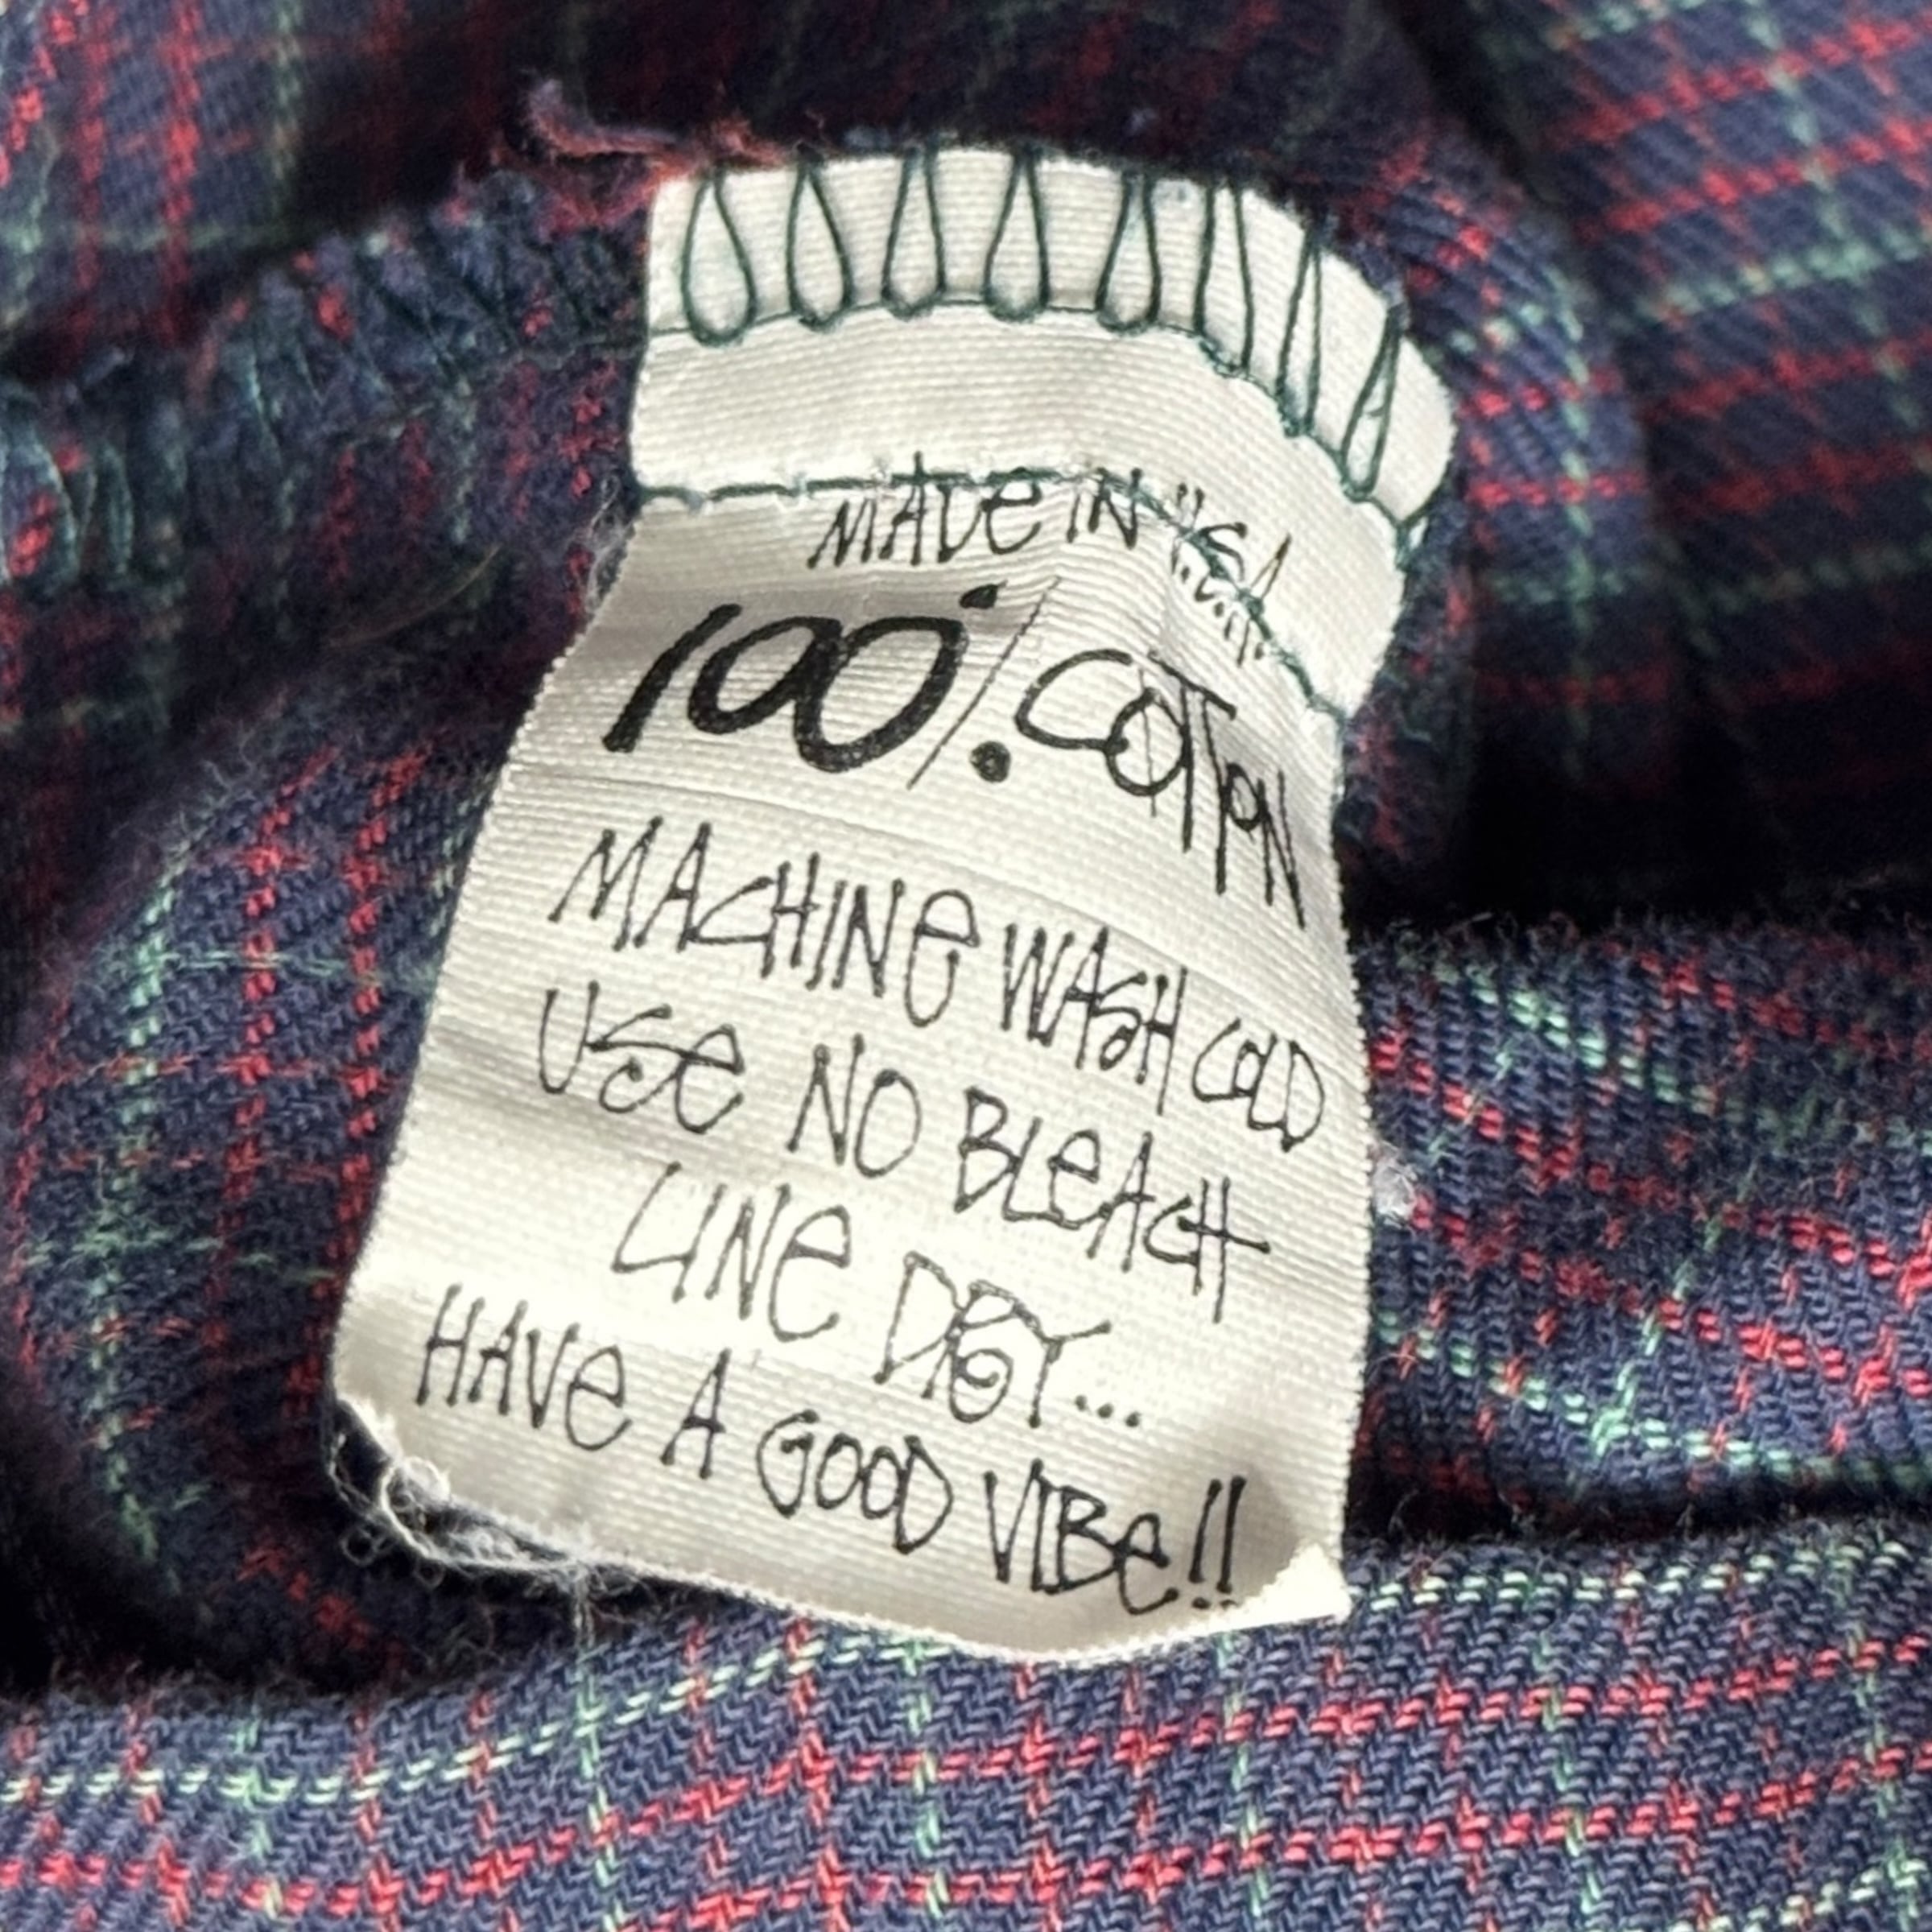 MADe IN U.S.A.
100% COTTON
MACHINe WASH COLD
USe NO BLeACH
LINe DRY...
HAVe A GOOD VIBe!!